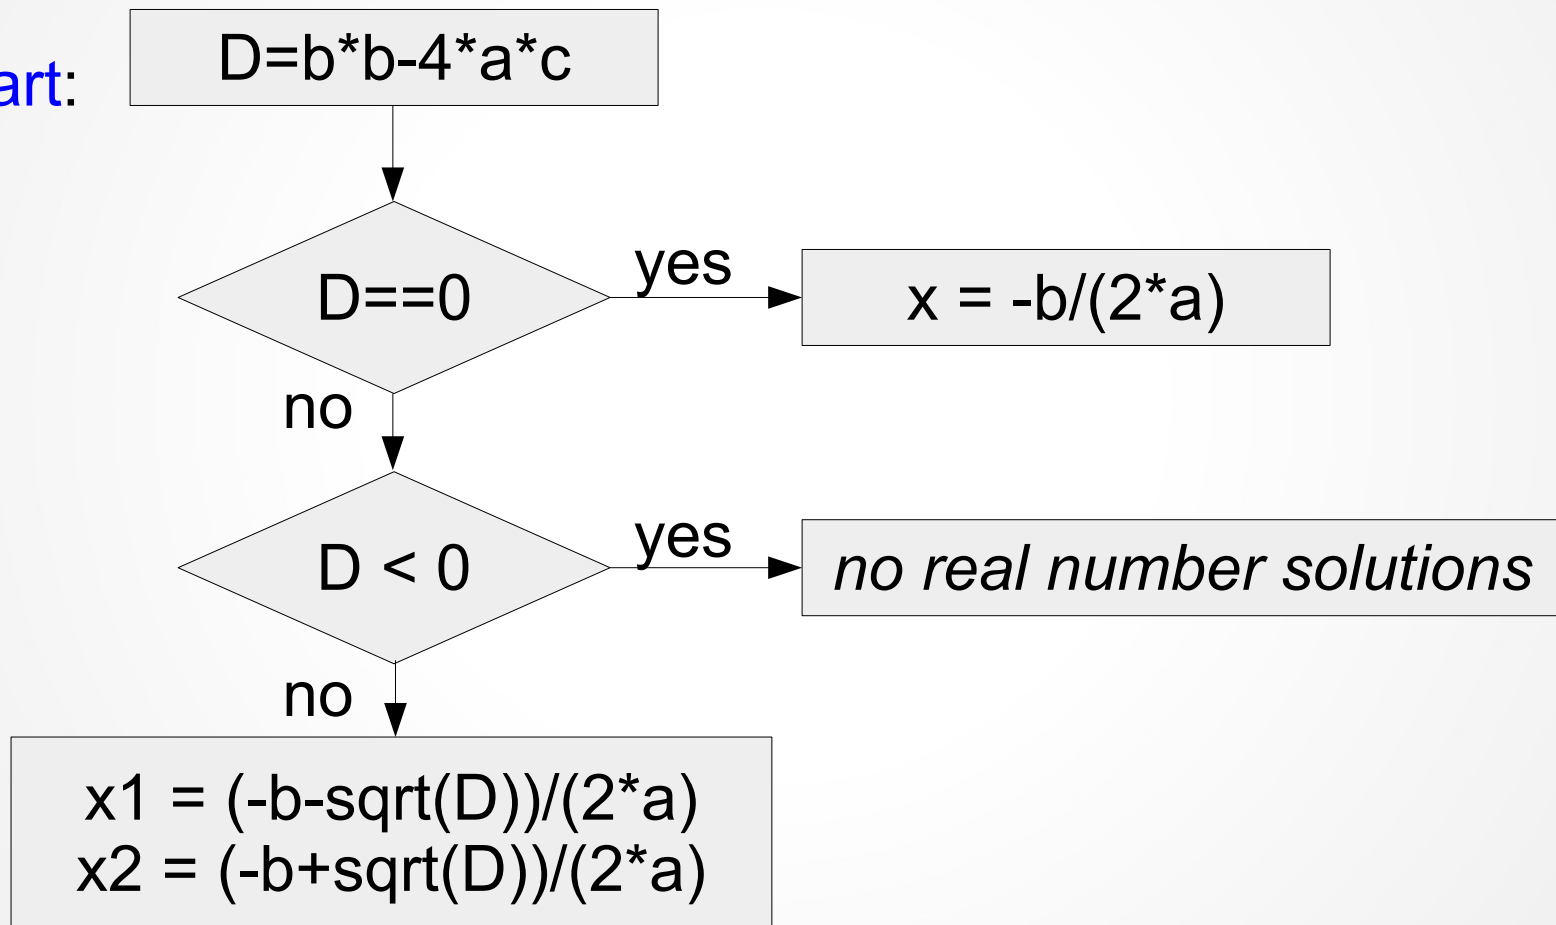 D=b*b-4*a*c
art:
D==0
yes
x = -b/(2*a)
no
D < 0
yes
no real number solutions
no
x1 = (-b-sqrt(D))/(2*a)
x2 = (-b+sqrt(D))/(2*a)